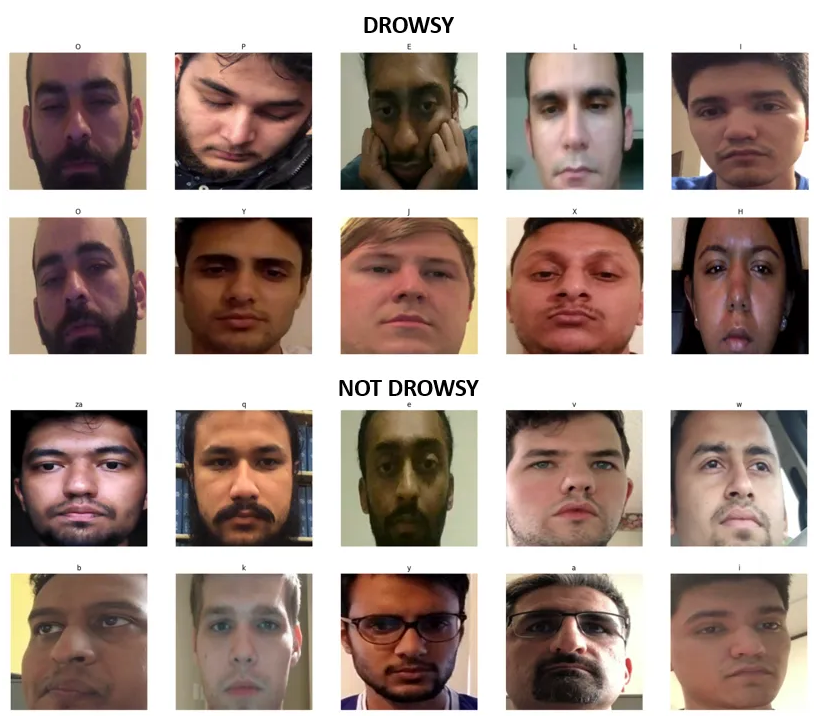 DROWSY
O P E L I
O Y J X H
NOT DROWSY
za q e v w
b k y a i